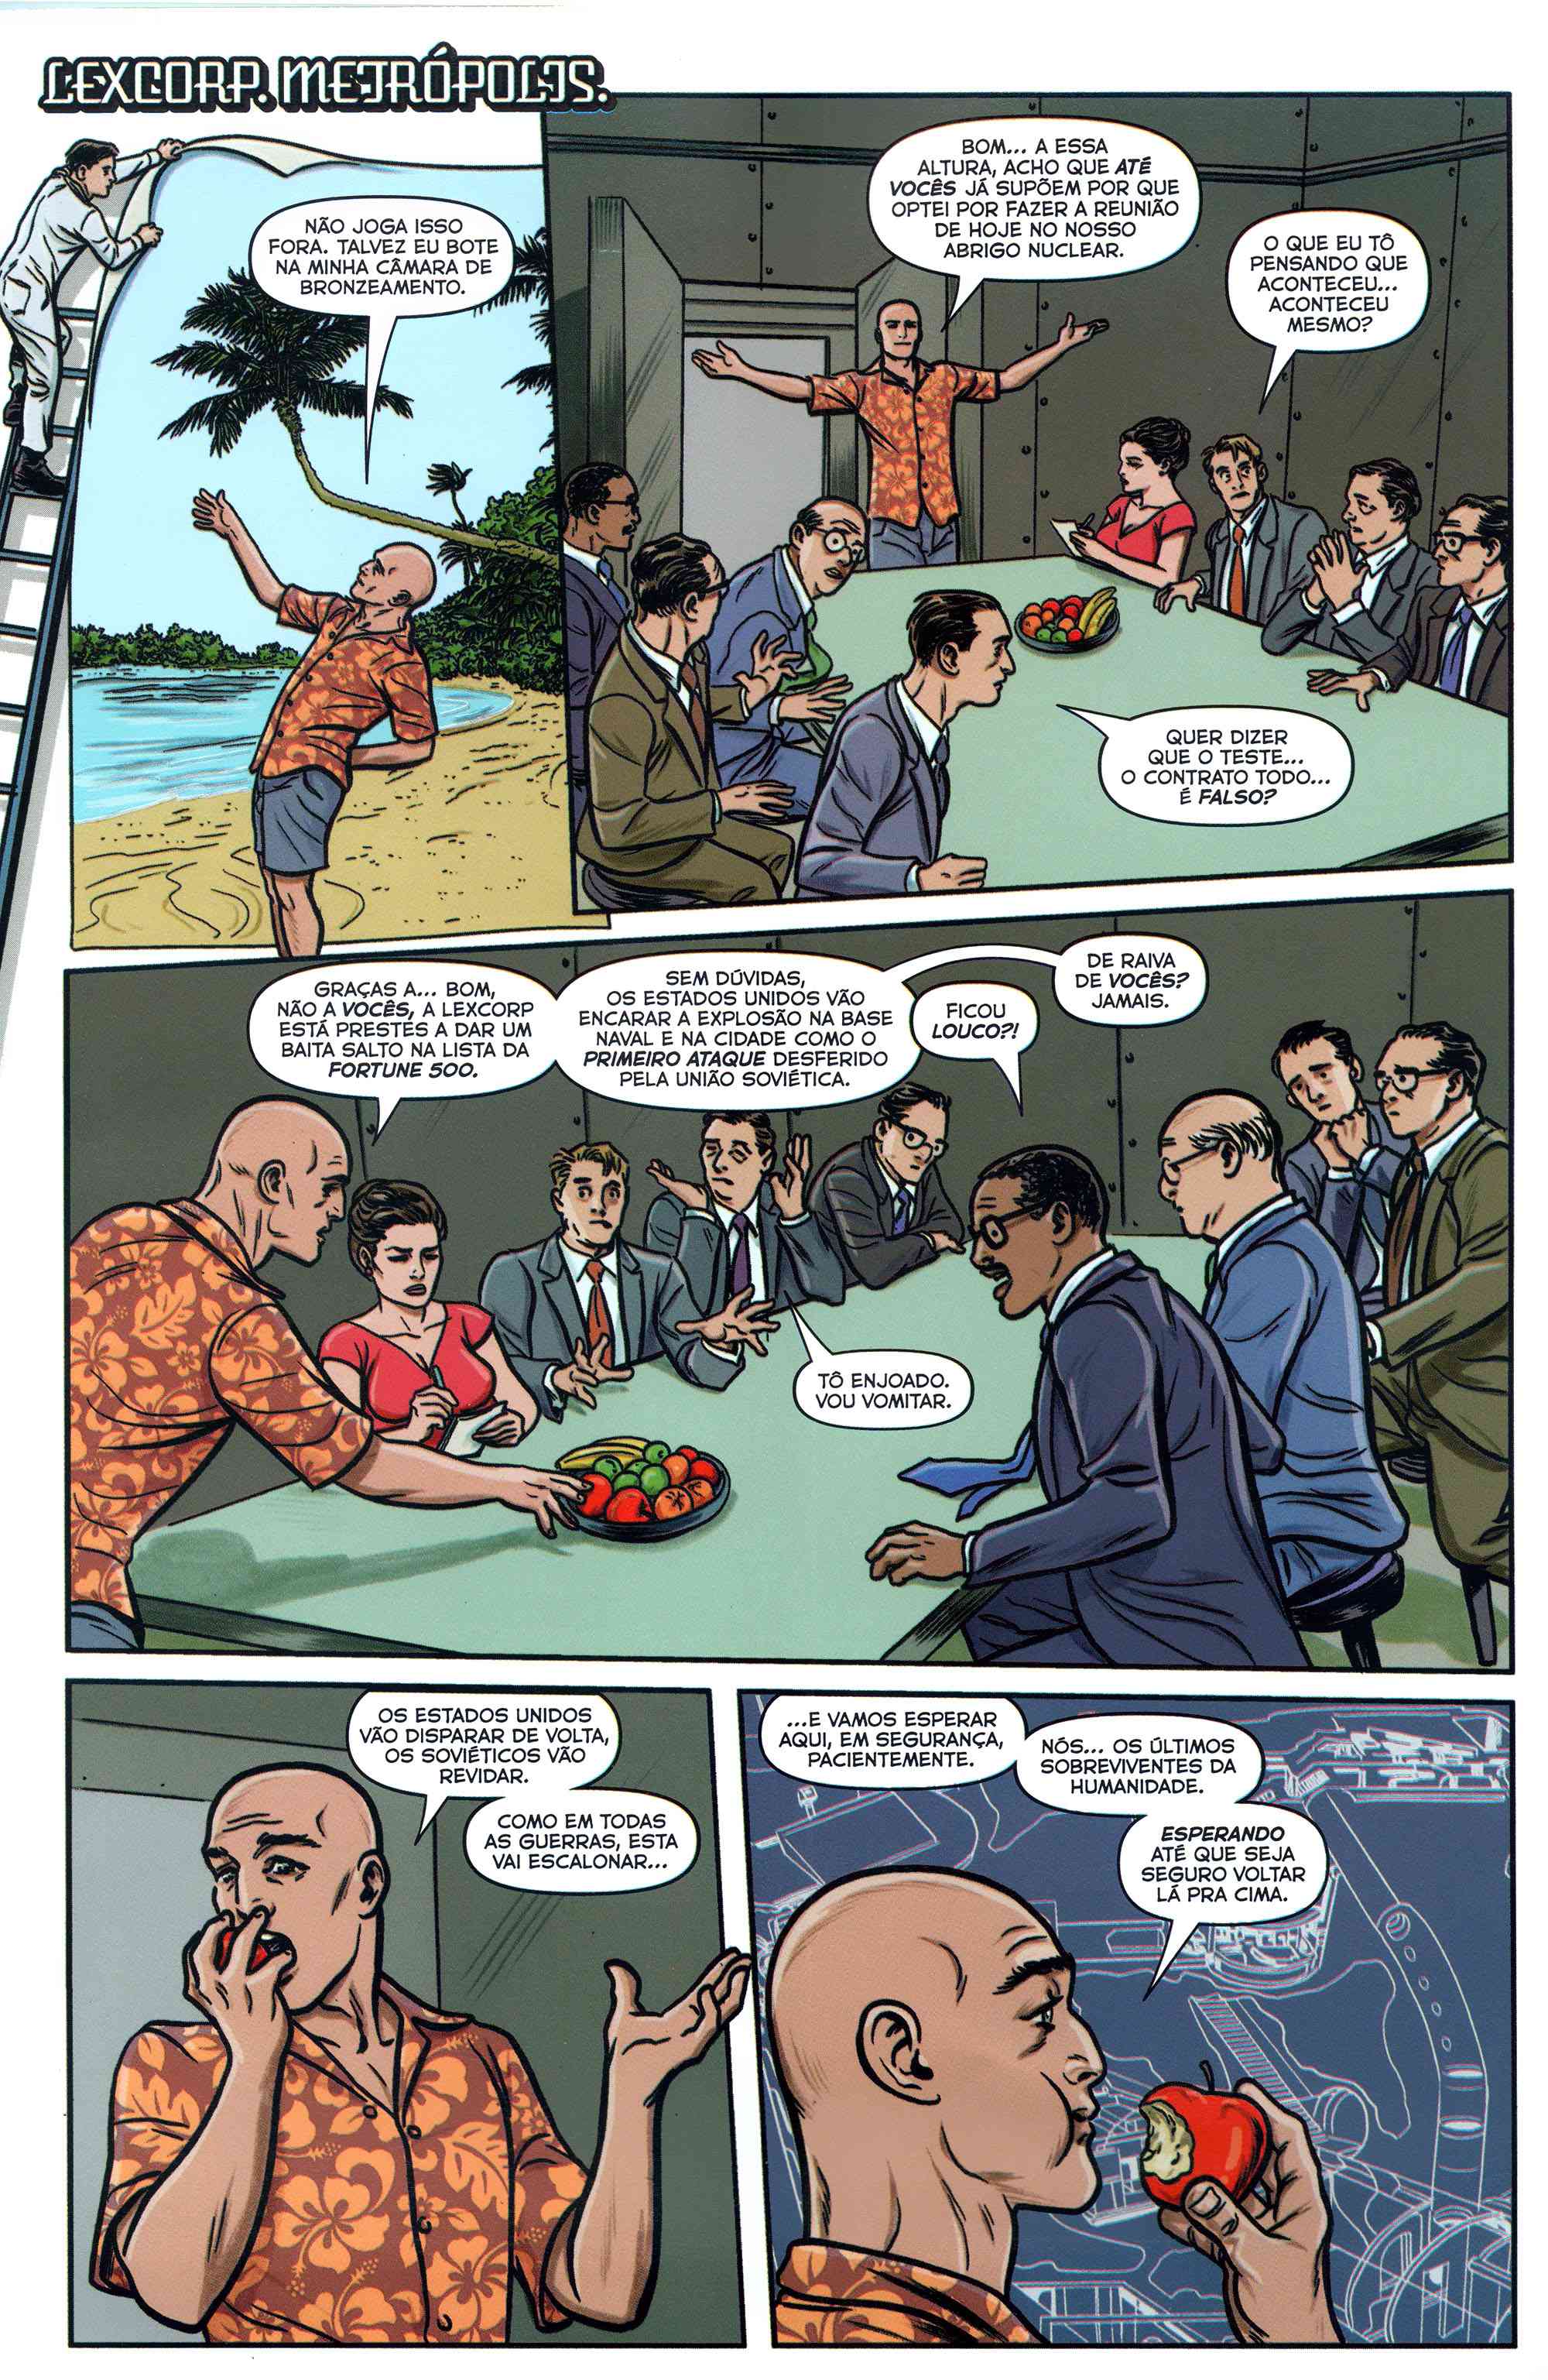 LEXCORP. METRÓPOLIS.
NÃO JOGA ISSO
FORA. TALVEZ EU BOTE
NA MINHA CÂMARA DE
BRONZEAMENTO.
BOM... A ESSA
ALTURA, ACHO QUE ATÉ
VOCÊS JÁ SUPÕEM POR QUE
OPTEI POR FAZER A REUNIÃO
DE HOJE NO NOSSO
ABRIGO NUCLEAR.
O QUE EU TÔ
PENSANDO QUE
ACONTECEU...
ACONTECEU
MESMO?
QUER DIZER
QUE O TESTE...
O CONTRATO TODO...
É FALSO?
GRAÇAS A... BOM,
NÃO A VOCÊS, A LEXCORP
ESTÁ PRESTES A DAR UM
BAITA SALTO NA LISTA DA
FORTUNE 500.
SEM DÚVIDAS,
OS ESTADOS UNIDOS VÃO
ENCARAR A EXPLOSÃO NA BASE
NAVAL E NA CIDADE COMO O
PRIMEIRO ATAQUE DESFERIDO
PELA UNIÃO SOVIÉTICA.
FICOU
LOUCO?!
DE RAIVA
DE VOCÊS?
JAMAIS.
TÔ ENJOADO.
VOU VOMITAR.
OS ESTADOS UNIDOS
VÃO DISPARAR DE VOLTA,
OS SOVIÉTICOS VÃO
REVIDAR.
COMO EM TODAS
AS GUERRAS, ESTA
VAI ESCALONAR...
...E VAMOS ESPERAR
AQUI, EM SEGURANÇA,
PACIENTEMENTE.
NÓS... OS ÚLTIMOS
SOBREVIVENTES DA
HUMANIDADE.
ESPERANDO
ATÉ QUE SEJA
SEGURO VOLTAR
LÁ PRA CIMA.